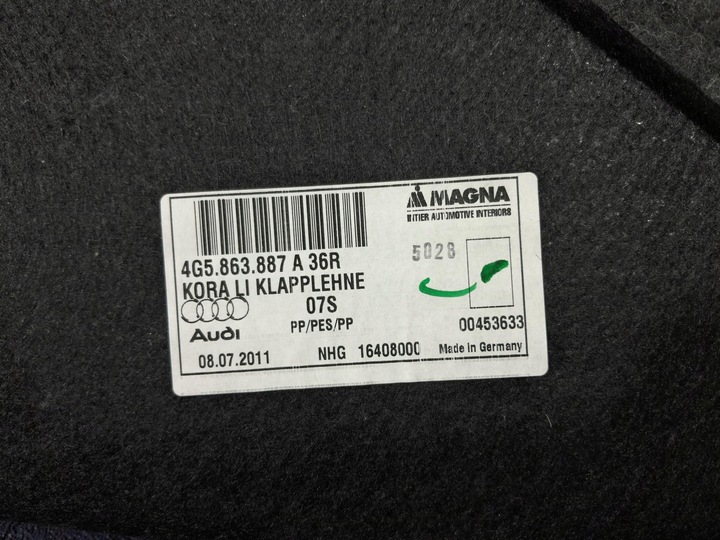 MAGNA
INTIER AUTOMOTIVE INTERIORS
4G5.863.887 A 36R
5028
KORA LI KLAPPLEHNE
07S
Audi
PP/PES/PP
00453633
08.07.2011 NHG 16408000 Made in Germany